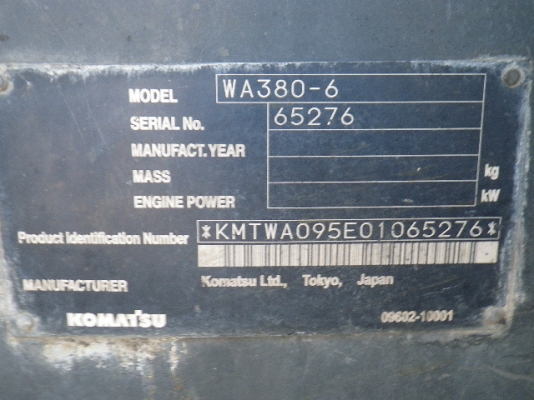 MODEL WA380-6
SERIAL No. 65276
MANUFACT.YEAR
MASS kg
ENGINE POWER kW
Product Identification Number *KMTWA095E01065276*
MANUFACTURER Komatsu Ltd., Tokyo, Japan
KOMATSU 09602-10001